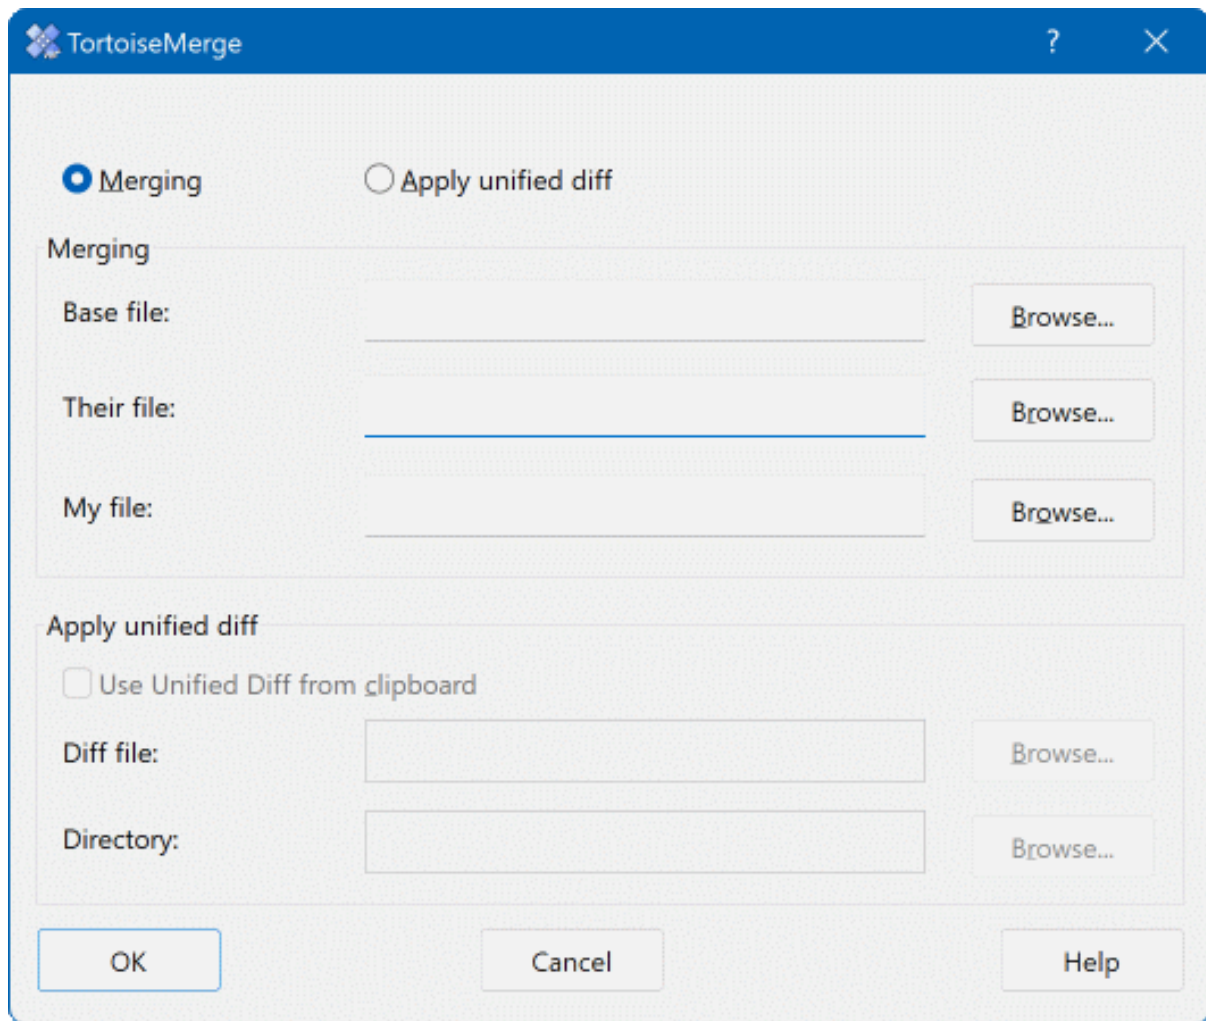 TortoiseMerge ?
Merging Apply unified diff
Merging
Base file: Browse...
Their file: Browse...
My file: Browse...
Apply unified diff
Use Unified Diff from clipboard
Diff file: Browse...
Directory: Browse...
OK Cancel Help